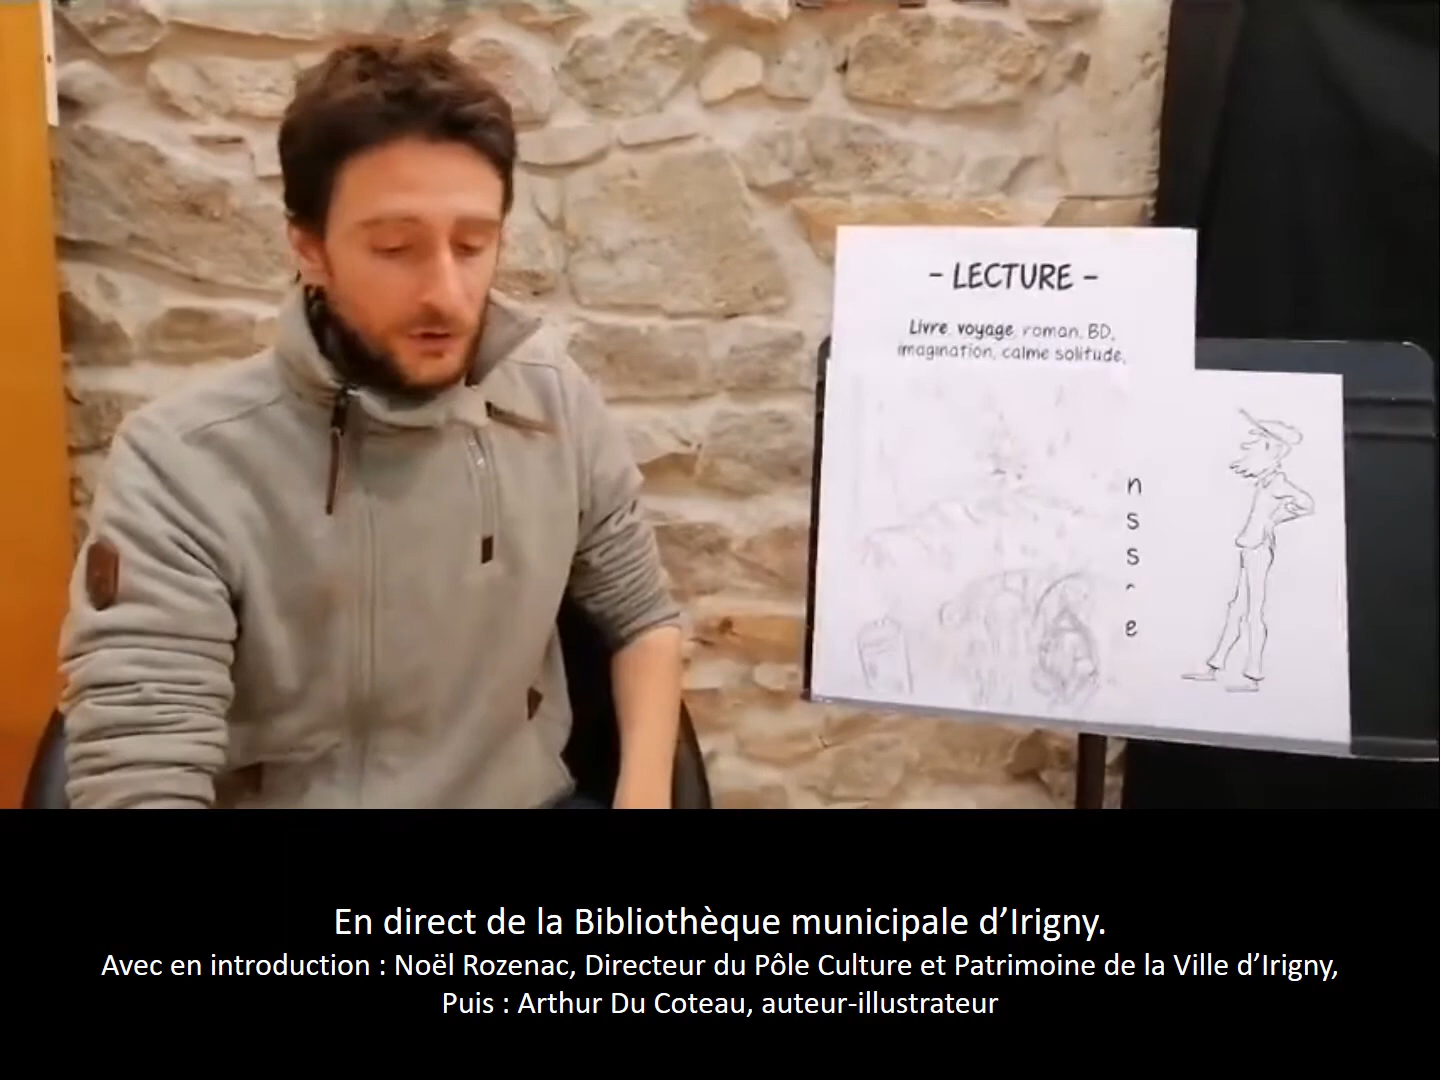 - LECTURE -
Livre, voyage, roman, BD,
imagination, calme solitude,
n
s
s
e
En direct de la Bibliothèque municipale d’Irigny.
Avec en introduction : Noël Rozenac, Directeur du Pôle Culture et Patrimoine de la Ville d’Irigny,
Puis : Arthur Du Coteau, auteur-illustrateur